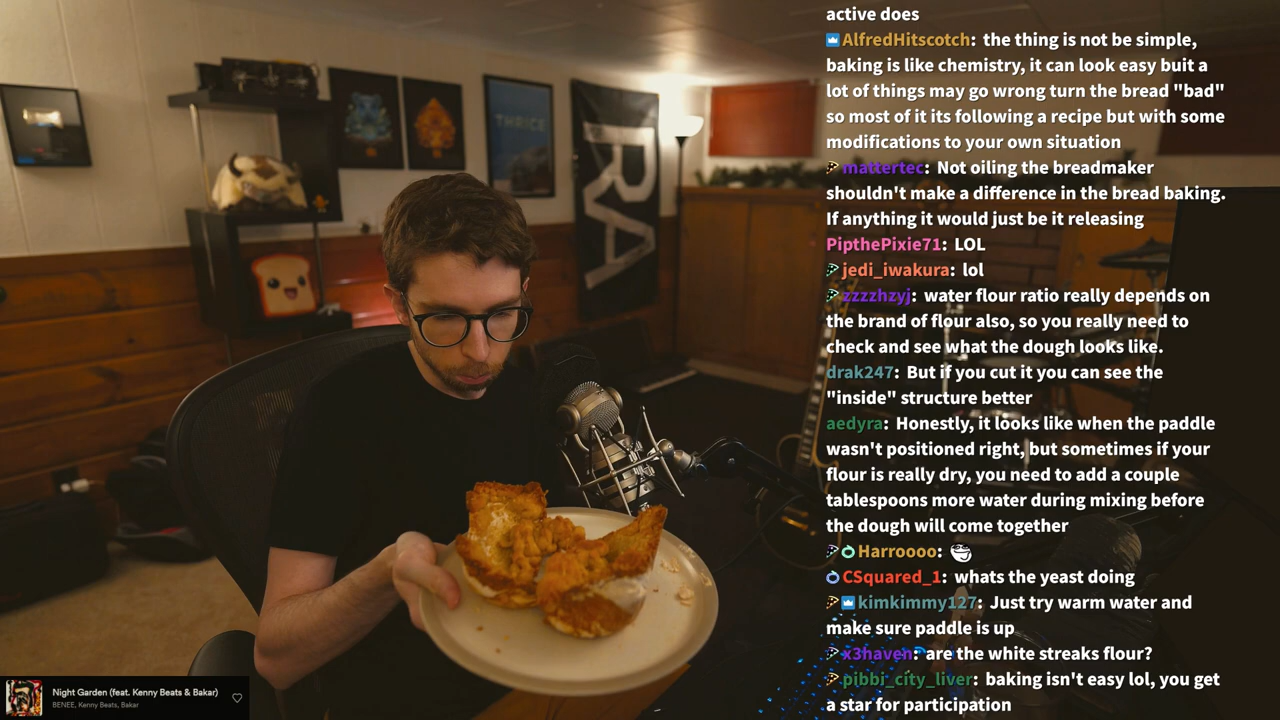 active does
AlfredHitscotch: the thing is not be simple,
baking is like chemistry, it can look easy buit a
lot of things may go wrong turn the bread "bad"
so most of it its following a recipe but with some
modifications to your own situation
mattertec: Not oiling the breadmaker
shouldn't make a difference in the bread baking.
If anything it would just be it releasing
PipthePixie71: LOL
jedi_iwakura: lol
zzzzhzyj: water flour ratio really depends on
the brand of flour also, so you really need to
check and see what the dough looks like.
drak247: But if you cut it you can see the
"inside" structure better
aedyra: Honestly, it looks like when the paddle
wasn't positioned right, but sometimes if your
flour is really dry, you need to add a couple
tablespoons more water during mixing before
the dough will come together
Harroooo:
CSquared_1: whats the yeast doing
kimkimmy127: Just try warm water and
make sure paddle is up
x3haven: are the white streaks flour?
pibbi_city_liver: baking isn't easy lol, you get
a star for participation
THRICE
RA
Night Garden (feat. Kenny Beats & Bakar)
BENEE, Kenny Beats, Bakar